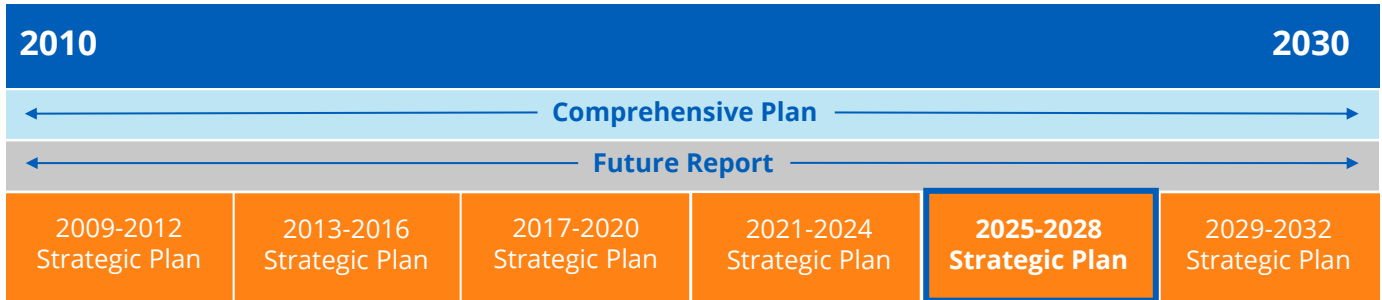 2010 2030
Comprehensive Plan
Future Report
2009-2012
Strategic Plan
2013-2016
Strategic Plan
2017-2020
Strategic Plan
2021-2024
Strategic Plan
2025-2028
Strategic Plan
2029-2032
Strategic Plan